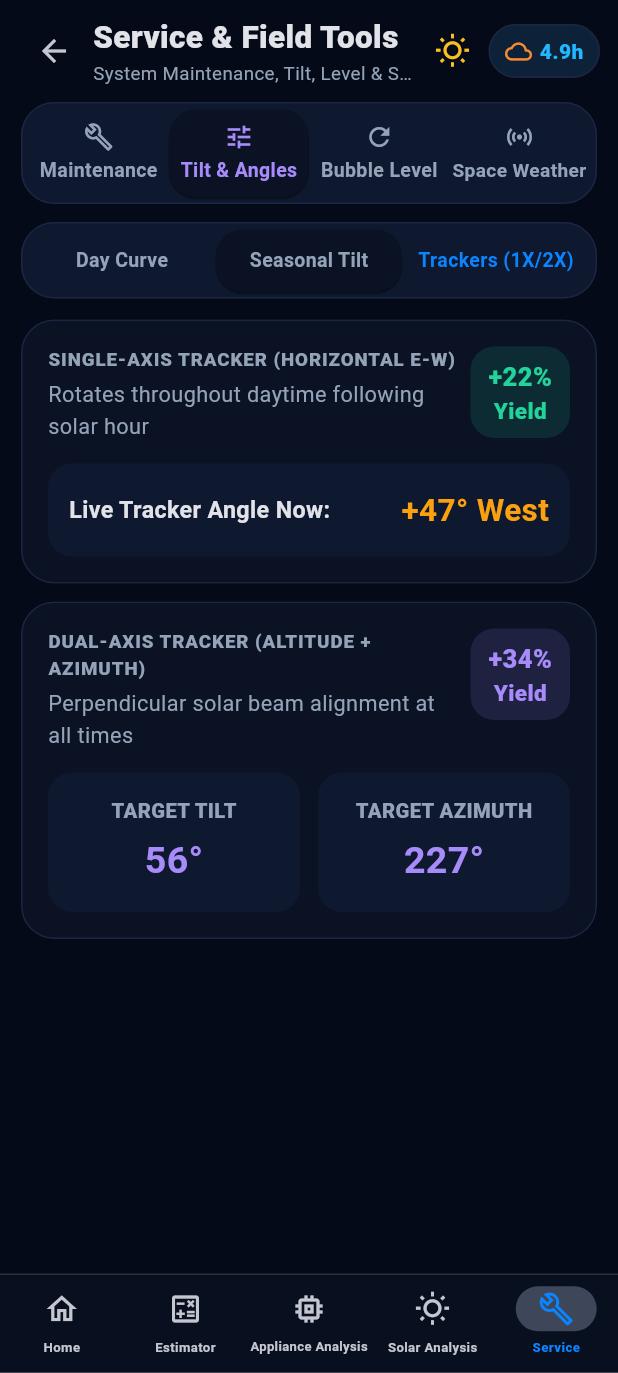 Service & Field Tools
System Maintenance, Tilt, Level & S...
4.9h
Maintenance
Tilt & Angles
Bubble Level
Space Weather
Day Curve
Seasonal Tilt
Trackers (1X/2X)
SINGLE-AXIS TRACKER (HORIZONTAL E-W)
Rotates throughout daytime following
solar hour
+22%
Yield
Live Tracker Angle Now:
+47° West
DUAL-AXIS TRACKER (ALTITUDE +
AZIMUTH)
Perpendicular solar beam alignment at
all times
+34%
Yield
TARGET TILT
56°
TARGET AZIMUTH
227°
Home
Estimator
Appliance Analysis
Solar Analysis
Service